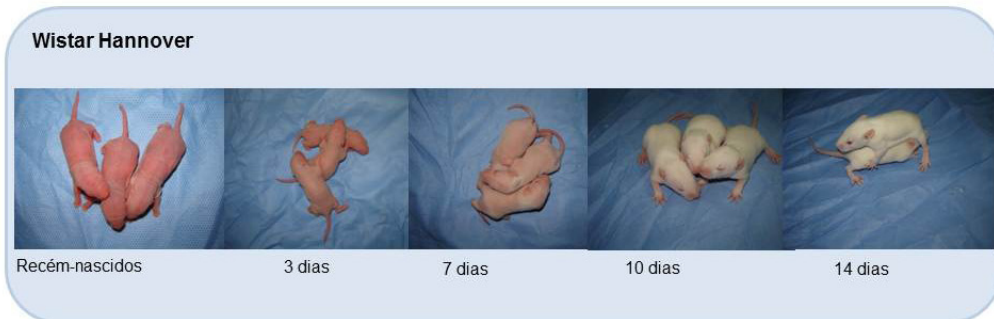 Wistar Hannover
Recém-nascidos
3 dias
7 dias
10 dias
14 dias